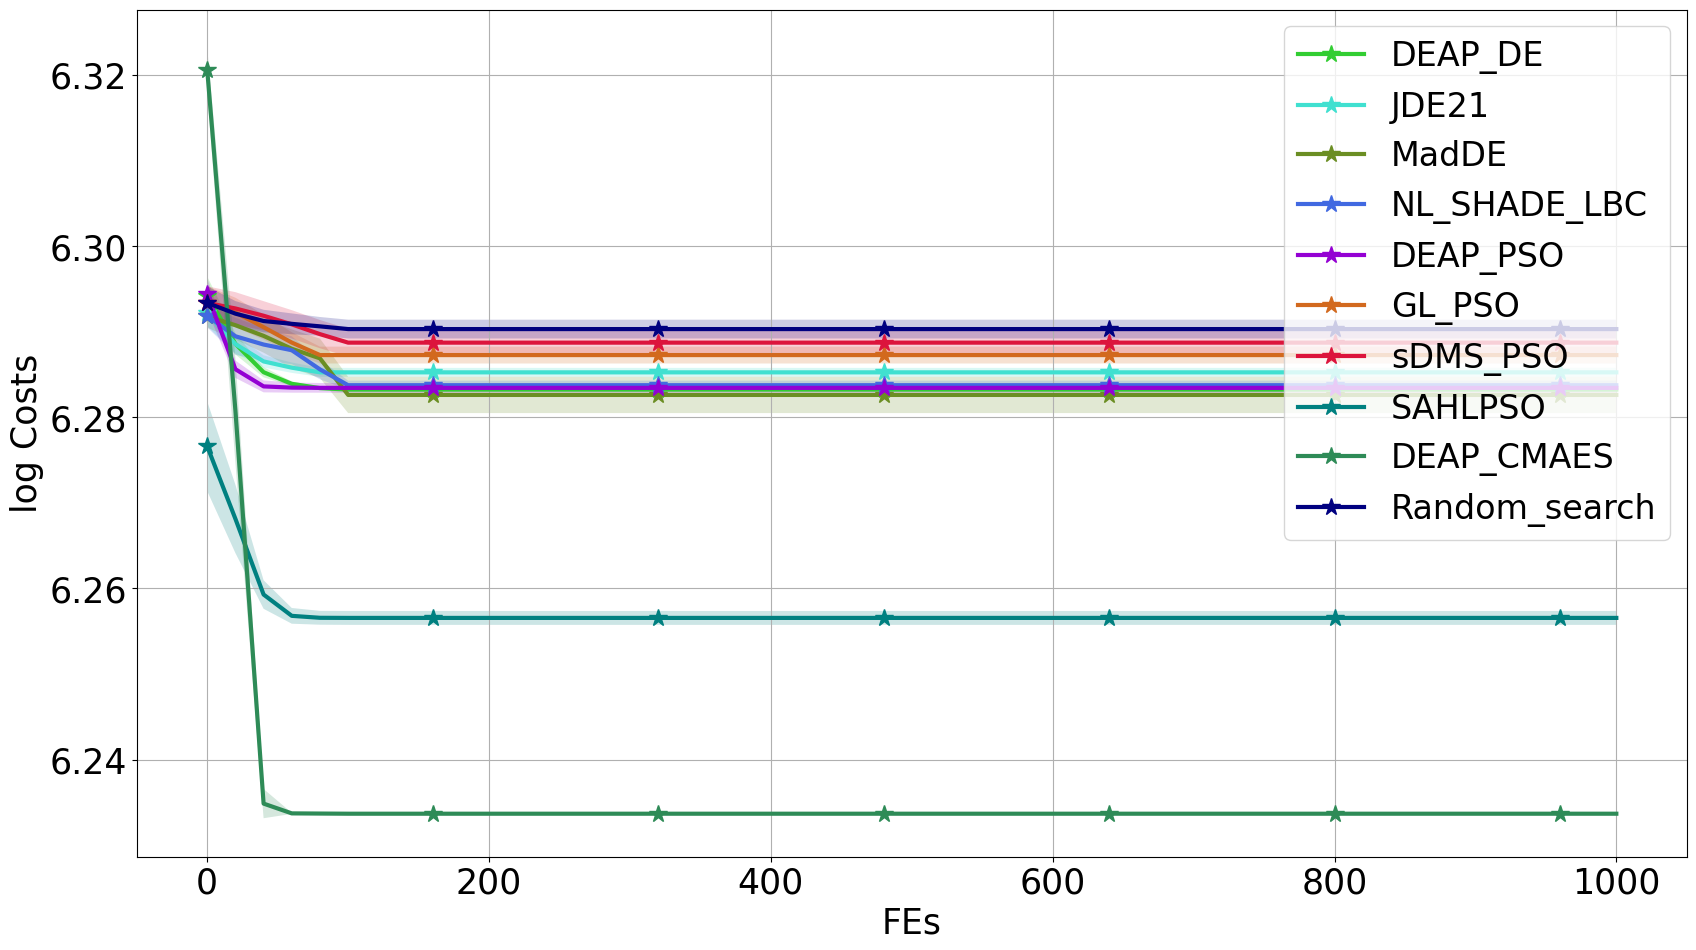 6.32
6.30
6.28
6.26
6.24
log Costs
0
200
400
600
800
1000
FEs
DEAP_DE
JDE21
MadDE
NL_SHADE_LBC
DEAP_PSO
GL_PSO
sDMS_PSO
SAHLPSO
DEAP_CMAES
Random_search